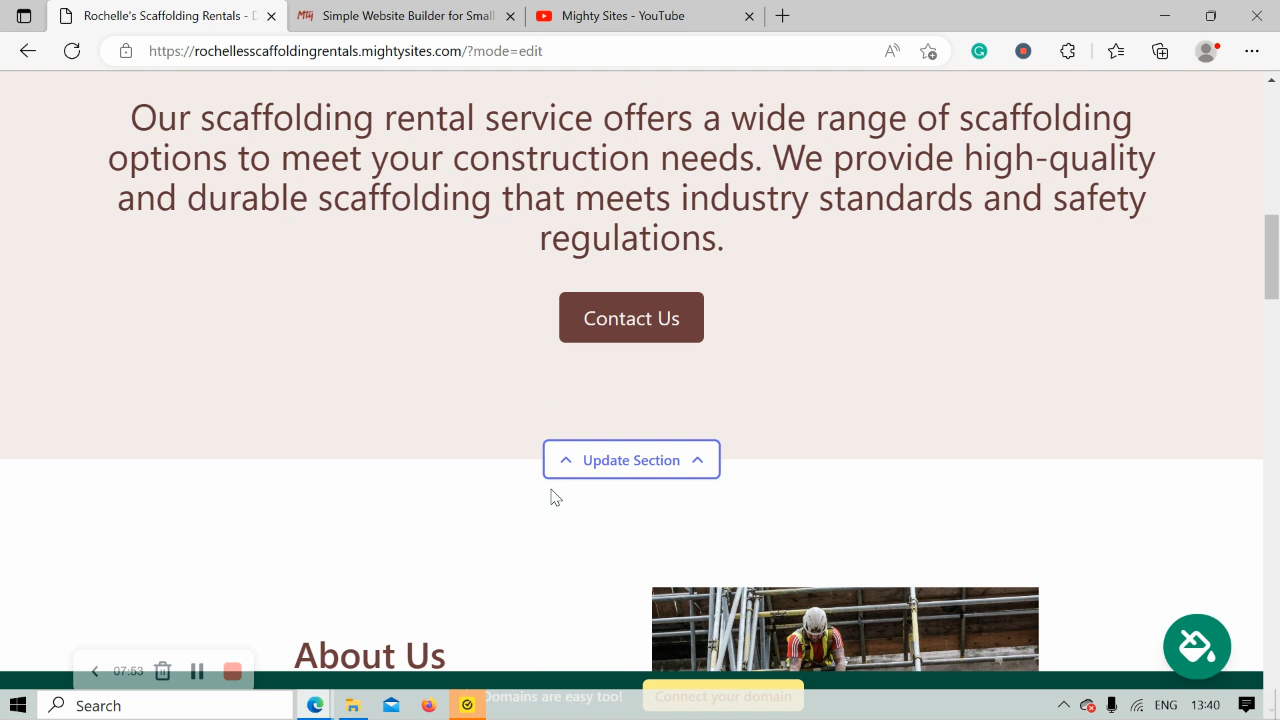 Rochelle's Scaffolding Rentals - D
Simple Website Builder for Small
Mighty Sites - YouTube
https://rochellesscaffoldingrentals.mightysites.com/?mode=edit
Our scaffolding rental service offers a wide range of scaffolding
options to meet your construction needs. We provide high-quality
and durable scaffolding that meets industry standards and safety
regulations.
Contact Us
Update Section
About Us
07:53
Domains are easy too!
Connect your domain
Search
ENG
13:40